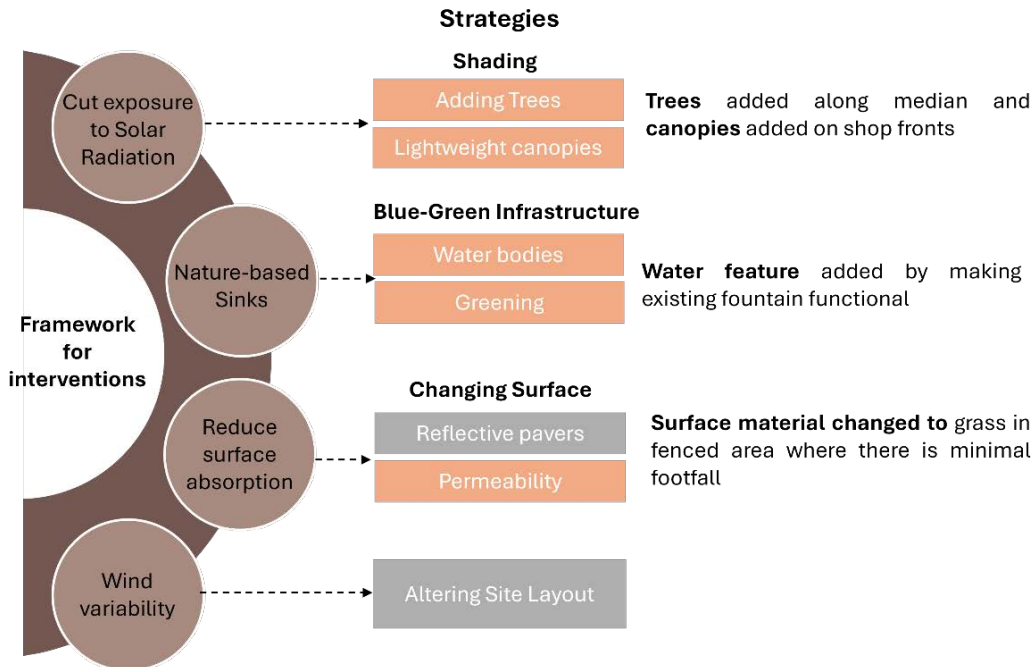 Strategies
Framework
for
interventions
Cut exposure
to Solar
Radiation
Shading
Adding Trees
Lightweight canopies
Trees added along median and
canopies added on shop fronts
Nature-based
Sinks
Blue-Green Infrastructure
Water bodies
Greening
Water feature added by making
existing fountain functional
Reduce
surface
absorption
Changing Surface
Reflective pavers
Permeability
Surface material changed to grass in
fenced area where there is minimal
footfall
Wind
variability
Altering Site Layout